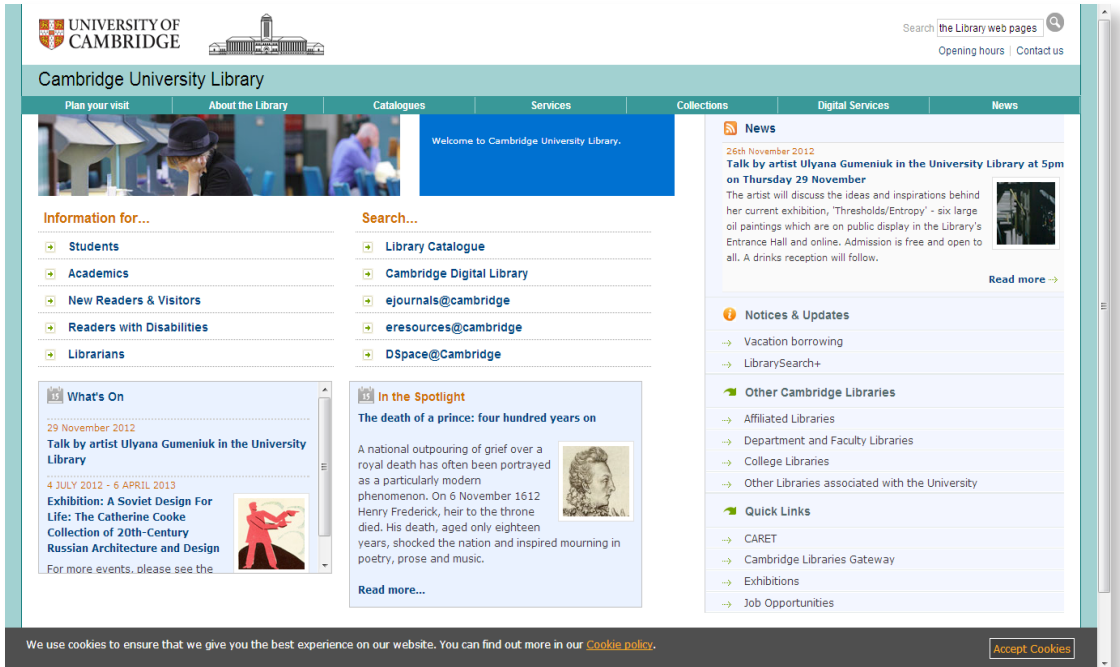 UNIVERSITY OF
CAMBRIDGE
Search the Library web pages
Opening hours | Contact us
Cambridge University Library
Plan your visit
About the Library
Catalogues
Services
Collections
Digital Services
News
Welcome to Cambridge University Library.
Information for...
Students
Academics
New Readers & Visitors
Readers with Disabilities
Librarians
Search...
Library Catalogue
Cambridge Digital Library
ejournals@cambridge
eresources@cambridge
DSpace@Cambridge
15 What's On
29 November 2012
Talk by artist Ulyana Gumeniuk in the University
Library
4 JULY 2012 - 6 APRIL 2013
Exhibition: A Soviet Design For
Life: The Catherine Cooke
Collection of 20th-Century
Russian Architecture and Design
For more events, please see the
15 In the Spotlight
The death of a prince: four hundred years on
A national outpouring of grief over a
royal death has often been portrayed
as a particularly modern
phenomenon. On 6 November 1612
Henry Frederick, heir to the throne
died. His death, aged only eighteen
years, shocked the nation and inspired mourning in
poetry, prose and music.
Read more...
News
26th November 2012
Talk by artist Ulyana Gumeniuk in the University Library at 5pm
on Thursday 29 November
The artist will discuss the ideas and inspirations behind
her current exhibition, 'Thresholds/Entropy' - six large
oil paintings which are on public display in the Library's
Entrance Hall and online. Admission is free and open to
all. A drinks reception will follow.
Read more
Notices & Updates
Vacation borrowing
LibrarySearch+
Other Cambridge Libraries
Affiliated Libraries
Department and Faculty Libraries
College Libraries
Other Libraries associated with the University
Quick Links
CARET
Cambridge Libraries Gateway
Exhibitions
Job Opportunities
We use cookies to ensure that we give you the best experience on our website. You can find out more in our Cookie policy.
Accept Cookies